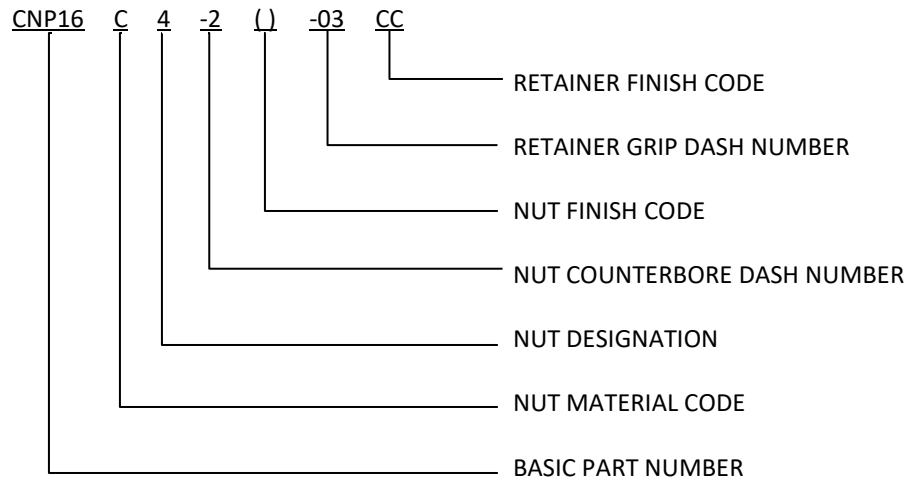 CNP16 C 4 -2 ( ) -03 CC
RETAINER FINISH CODE
RETAINER GRIP DASH NUMBER
NUT FINISH CODE
NUT COUNTERBORE DASH NUMBER
NUT DESIGNATION
NUT MATERIAL CODE
BASIC PART NUMBER